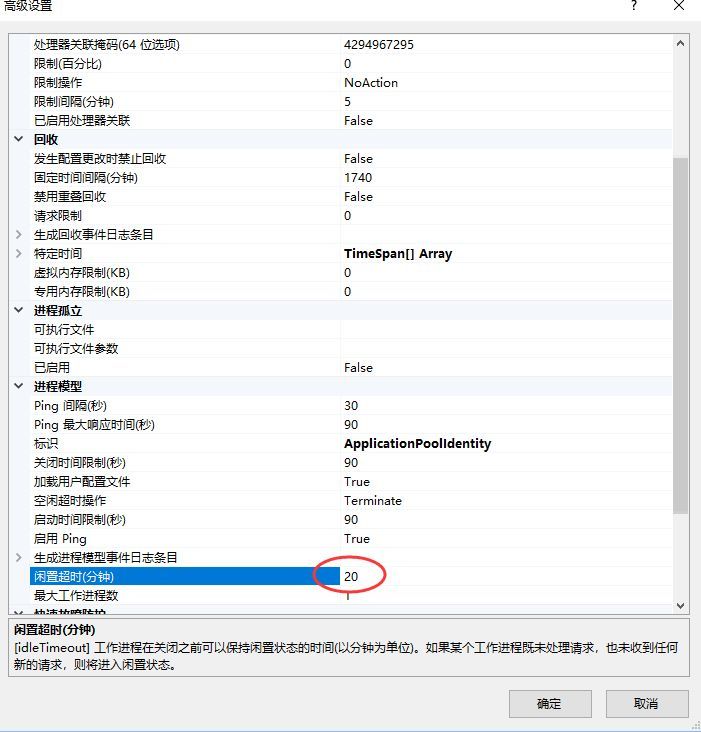 高级设置
处理器关联掩码(64 位选项) 4294967295
限制(百分比) 0
限制操作 NoAction
限制间隔(分钟) 5
已启用处理器关联 False
回收
发生配置更改时禁止回收 False
固定时间间隔(分钟) 1740
禁用重叠回收 False
请求限制 0
生成回收事件日志条目
特定时间 TimeSpan[] Array
虚拟内存限制(KB) 0
专用内存限制(KB) 0
进程孤立
可执行文件
可执行文件参数
已启用 False
进程模型
Ping 间隔(秒) 30
Ping 最大响应时间(秒) 90
标识 ApplicationPoolIdentity
关闭时间限制(秒) 90
加载用户配置文件 True
空闲超时操作 Terminate
启动时间限制(秒) 90
启用 Ping True
生成进程模型事件日志条目
闲置超时(分钟) 20
最大工作进程数
快速故障防护
闲置超时(分钟)
[idleTimeout] 工作进程在关闭之前可以保持闲置状态的时间(以分钟为单位)。如果某个工作进程既未处理请求，也未收到任何
新的请求，则将进入闲置状态。
确定 取消